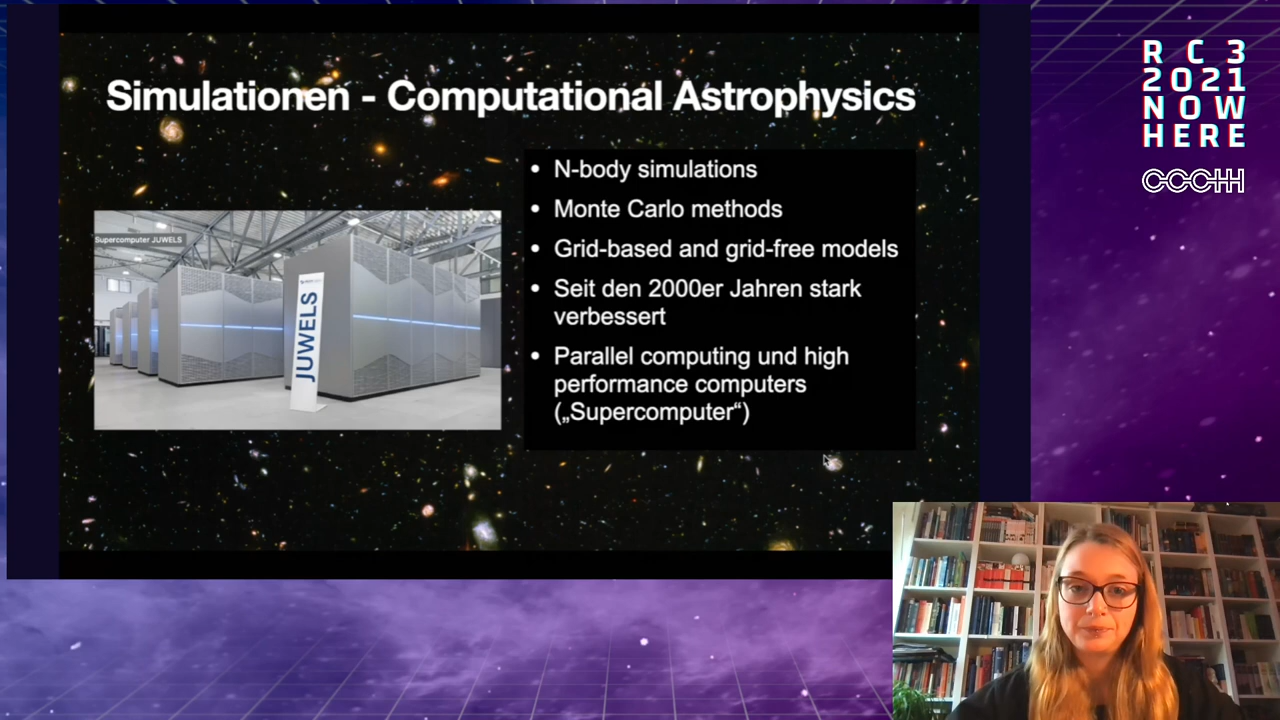 Simulationen - Computational Astrophysics
Supercomputer JUWELS
JUWELS
• N-body simulations
• Monte Carlo methods
• Grid-based and grid-free models
• Seit den 2000er Jahren stark
verbessert
• Parallel computing und high
performance computers
(„Supercomputer“)
R C 3
2021
NOW
HERE
CCCHH